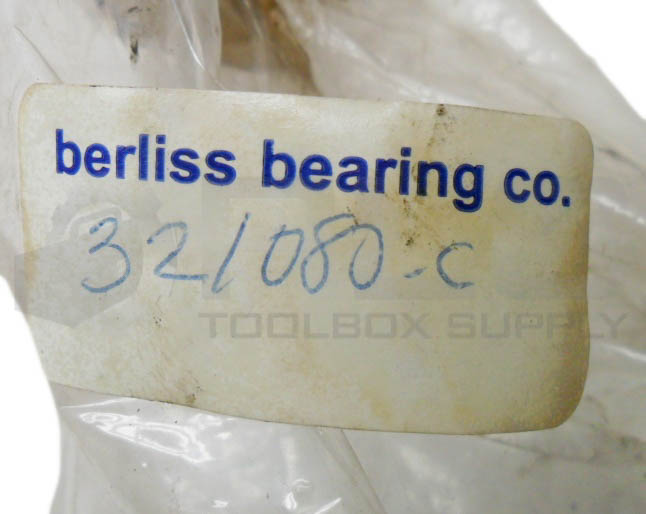 berliss bearing co.
321080-C
TOOLBOX SUPPLY